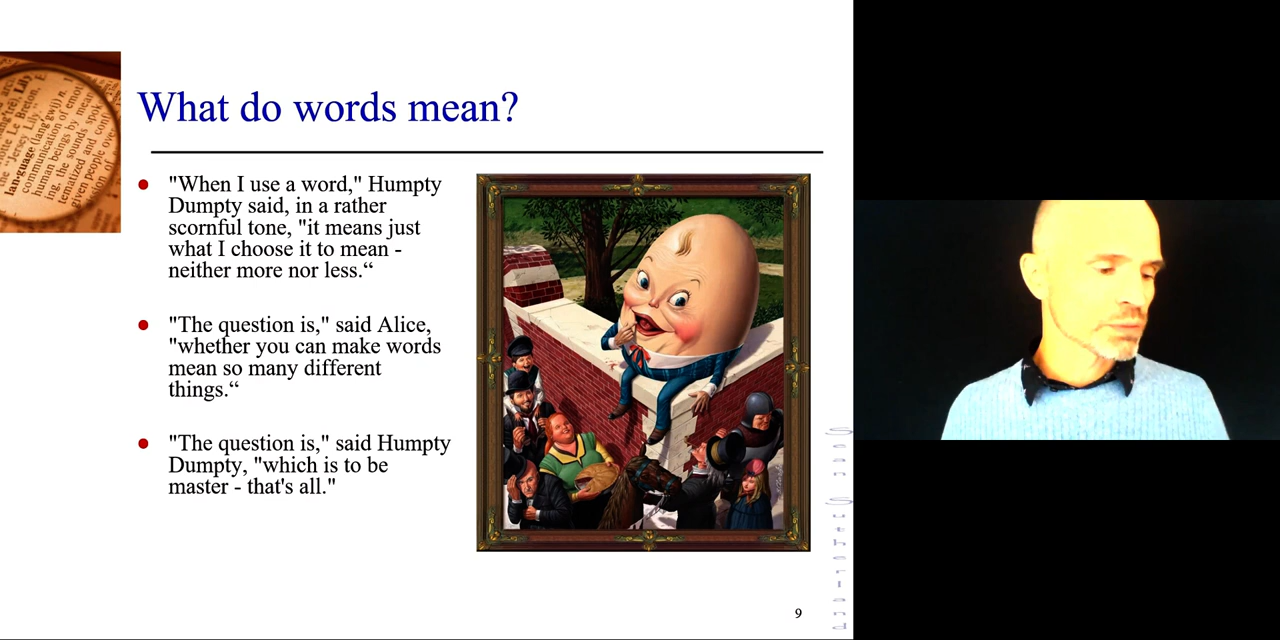 What do words mean?
"When I use a word," Humpty
Dumpty said, in a rather
scornful tone, "it means just
what I choose it to mean -
neither more nor less.“
"The question is," said Alice,
"whether you can make words
mean so many different
things.“
"The question is," said Humpty
Dumpty, "which is to be
master - that's all."
9